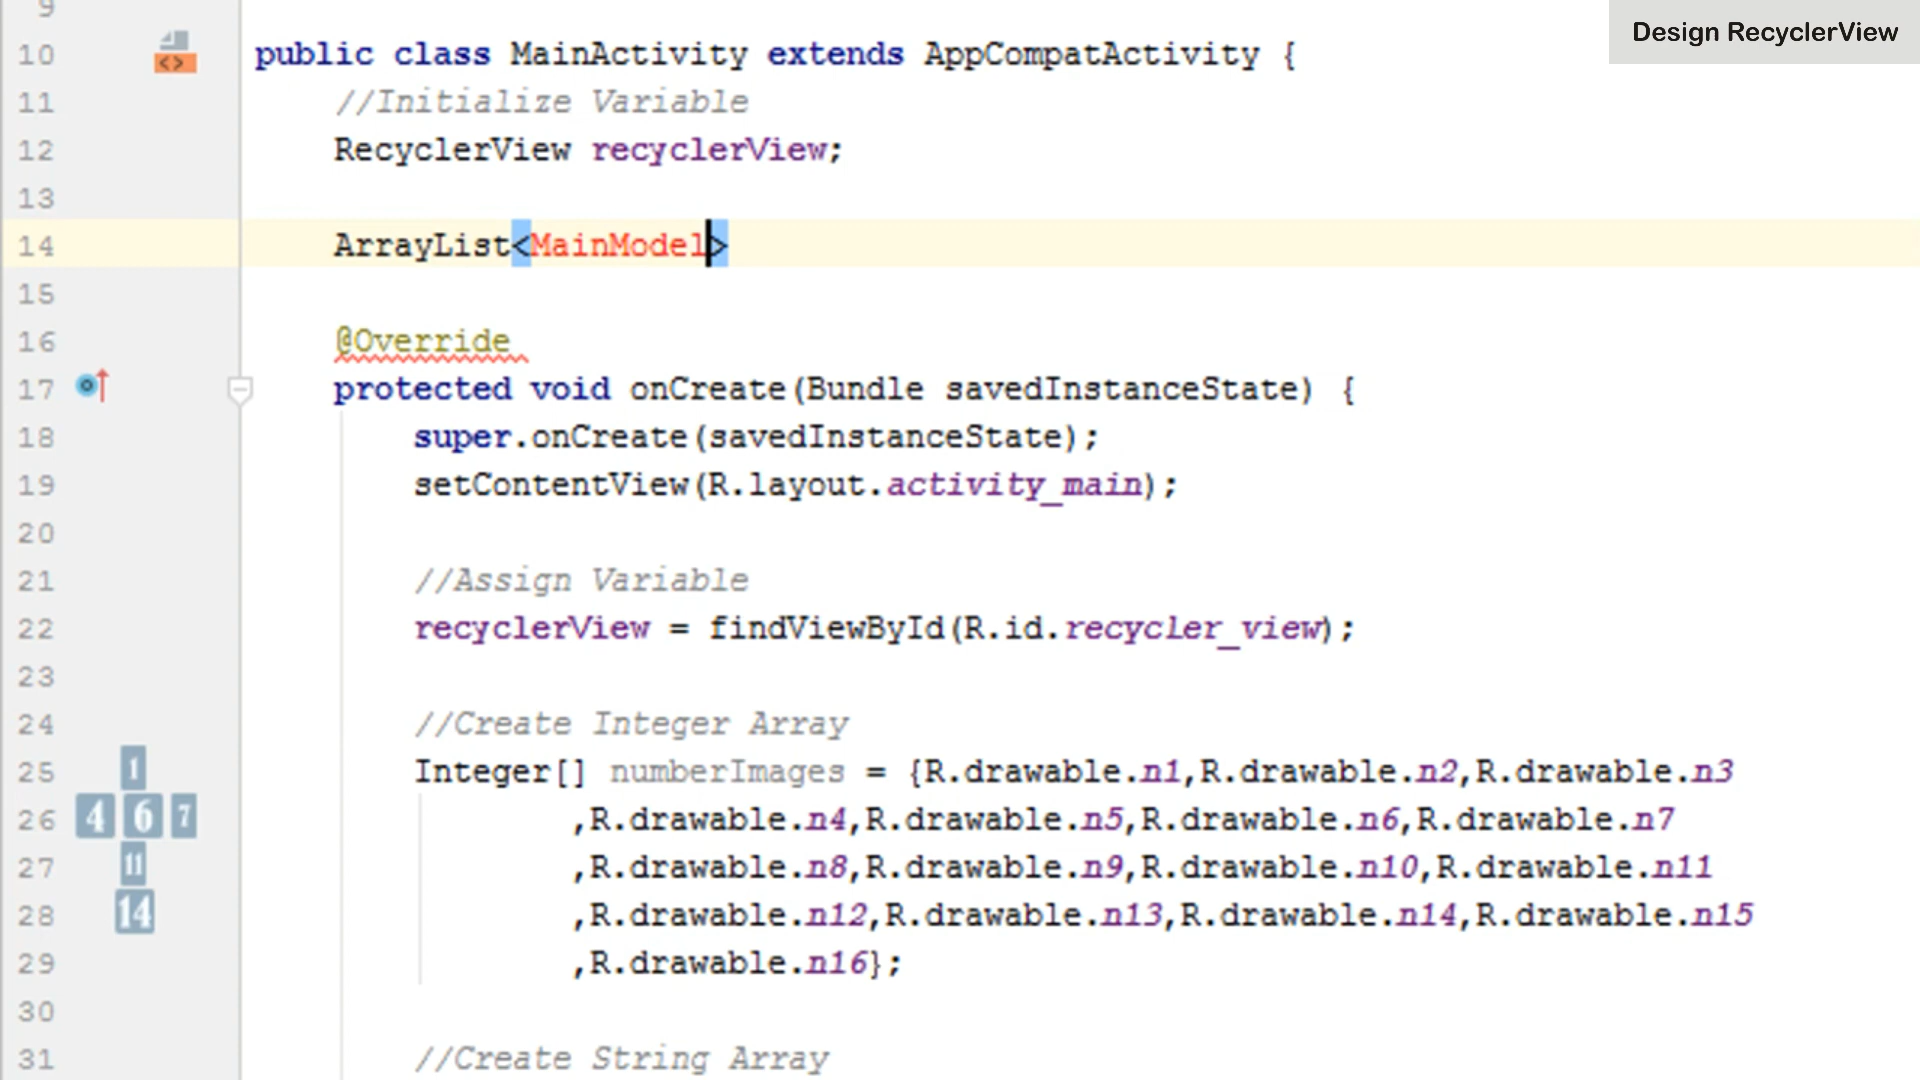 Design RecyclerView
9
10 public class MainActivity extends AppCompatActivity {
11 //Initialize Variable
12 RecyclerView recyclerView;
13
14 ArrayList<MainModel>
15
16 @Override
17 protected void onCreate(Bundle savedInstanceState) {
18 super.onCreate(savedInstanceState);
19 setContentView(R.layout.activity_main);
20
21 //Assign Variable
22 recyclerView = findViewById(R.id.recycler_view);
23
24 //Create Integer Array
25 1 Integer[] numberImages = {R.drawable.n1,R.drawable.n2,R.drawable.n3
26 4 6 7 ,R.drawable.n4,R.drawable.n5,R.drawable.n6,R.drawable.n7
27 11 ,R.drawable.n8,R.drawable.n9,R.drawable.n10,R.drawable.n11
28 14 ,R.drawable.n12,R.drawable.n13,R.drawable.n14,R.drawable.n15
29 ,R.drawable.n16};
30
31 //Create String Array